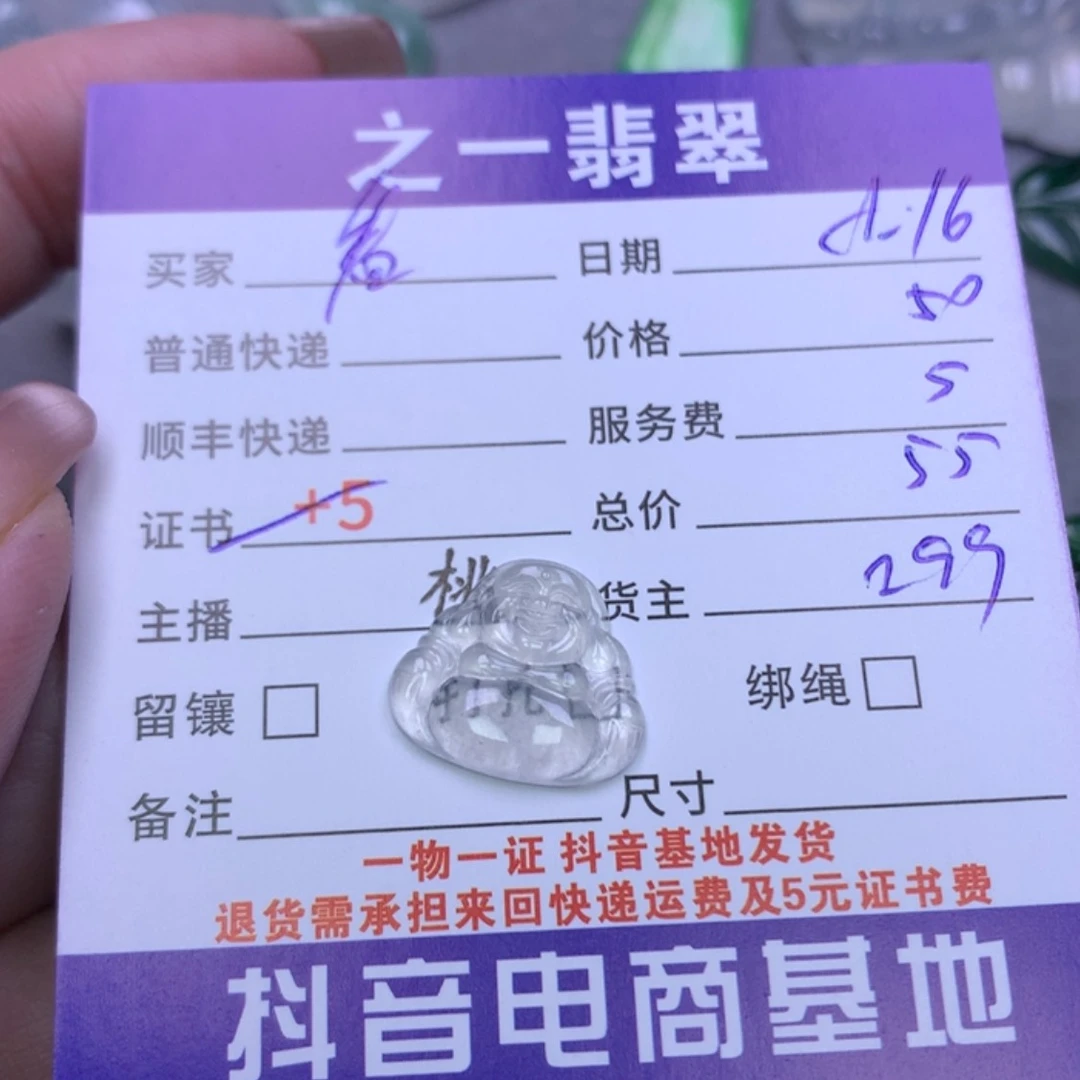 之一翡翠
买家 日期 16
普通快递 价格 50
顺丰快递 服务费 5
证书 +5 总价 55
主播 桃 货主 299
留镶 打孔 绑绳
备注 尺寸
一物一证 抖音基地发货
退货需承担来回快递运费及5元证书费
抖音电商基地